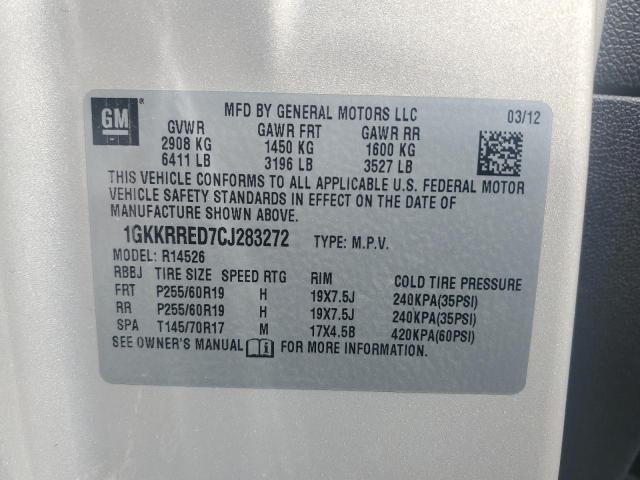 GM ® MFD BY GENERAL MOTORS LLC 03/12
GVWR GAWR FRT GAWR RR
2908 KG 1450 KG 1600 KG
6411 LB 3196 LB 3527 LB
THIS VEHICLE CONFORMS TO ALL APPLICABLE U.S. FEDERAL MOTOR
VEHICLE SAFETY STANDARDS IN EFFECT ON THE DATE OF
MANUFACTURE SHOWN ABOVE.
1GKKRRED7CJ283272 TYPE: M.P.V.
MODEL: R14526
RBBJ TIRE SIZE SPEED RTG RIM COLD TIRE PRESSURE
FRT P255/60R19 H 19X7.5J 240KPA(35PSI)
RR P255/60R19 H 19X7.5J 240KPA(35PSI)
SPA T145/70R17 M 17X4.5B 420KPA(60PSI)
SEE OWNER'S MANUAL FOR MORE INFORMATION.